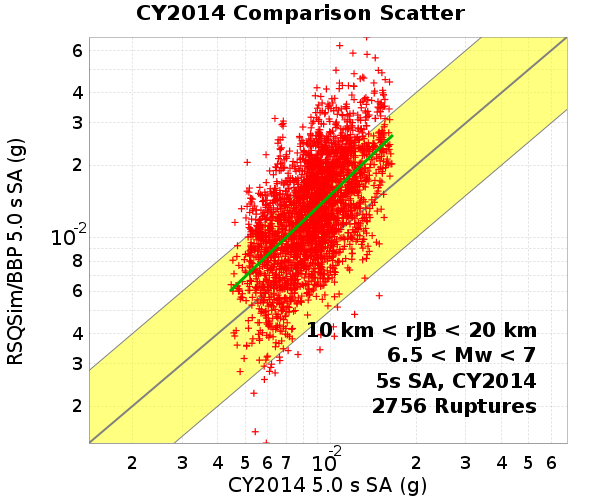 CY2014 Comparison Scatter
RSQSim/BBP 5.0 s SA (g)
6
4
3
2
10-2
8
6
4
3
2
10 km < rJB < 20 km
6.5 < Mw < 7
5s SA, CY2014
2756 Ruptures
2 3 4 5 6 7 10-2 2 3 4 5 6
CY2014 5.0 s SA (g)